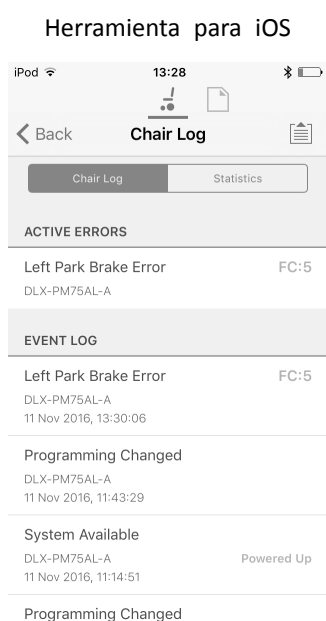 Herramienta para iOS
iPod 13:28
Back Chair Log
Chair Log Statistics
ACTIVE ERRORS
Left Park Brake Error FC:5
DLX-PM75AL-A
EVENT LOG
Left Park Brake Error FC:5
DLX-PM75AL-A
11 Nov 2016, 13:30:06
Programming Changed
DLX-PM75AL-A
11 Nov 2016, 11:43:29
System Available
DLX-PM75AL-A Powered Up
11 Nov 2016, 11:14:51
Programming Changed